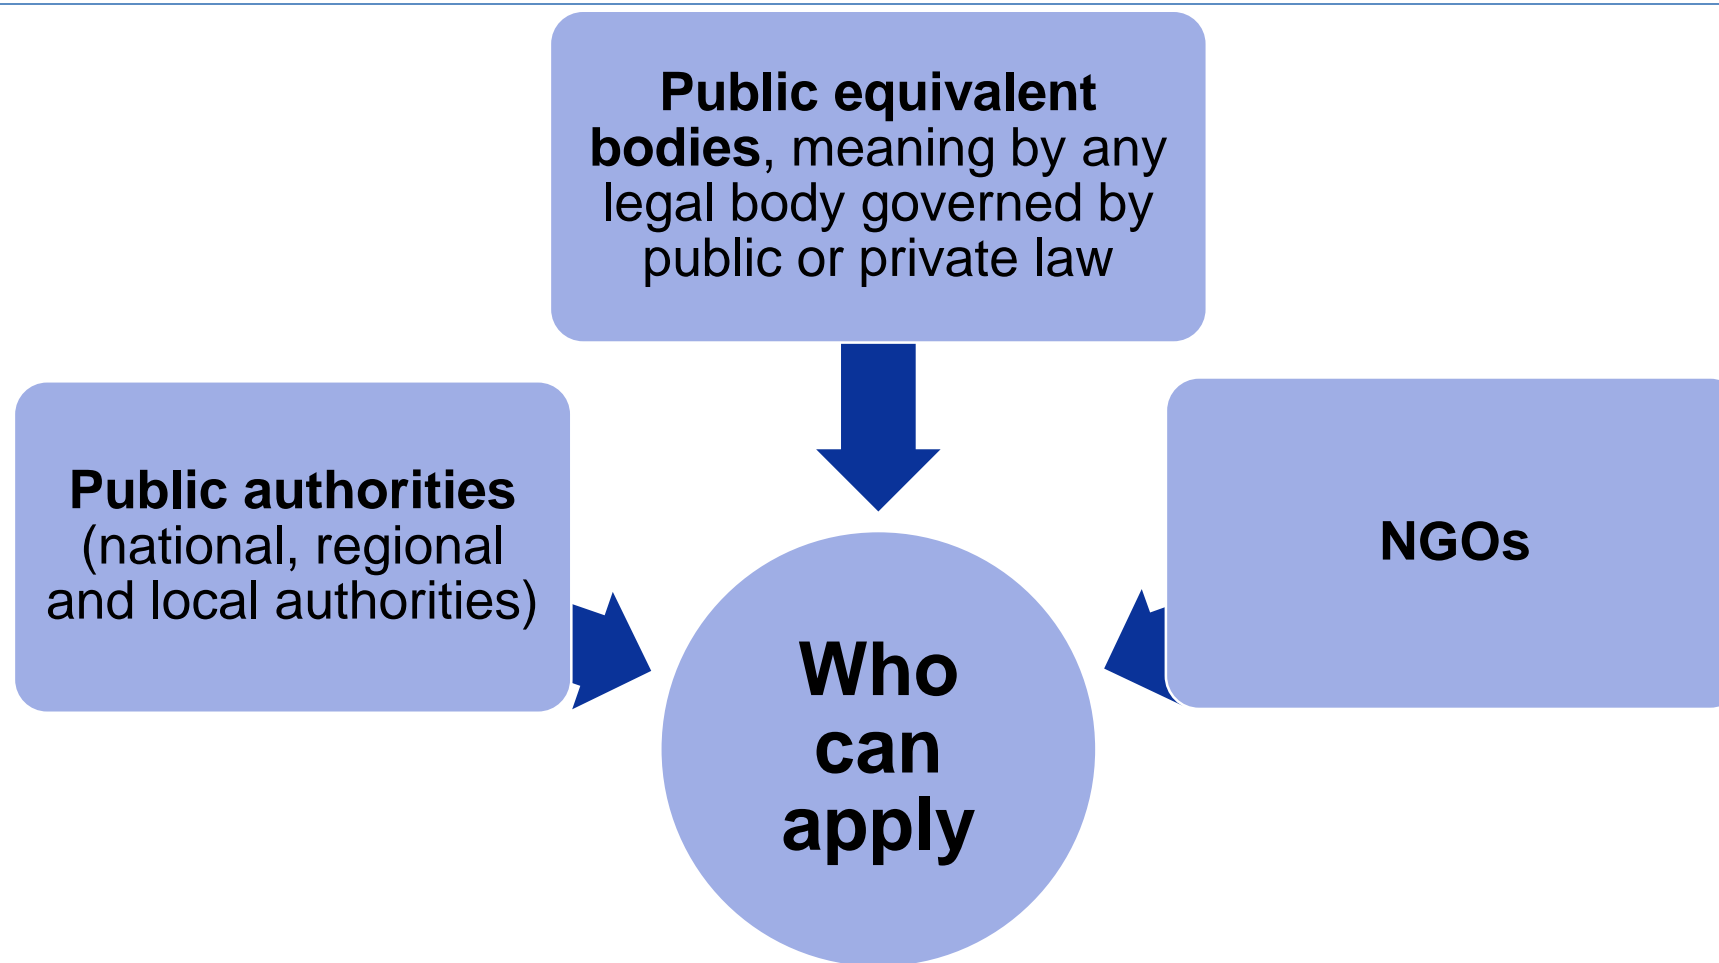 Public equivalent
bodies, meaning by any
legal body governed by
public or private law
Public authorities
(national, regional
and local authorities)
NGOs
Who
can
apply